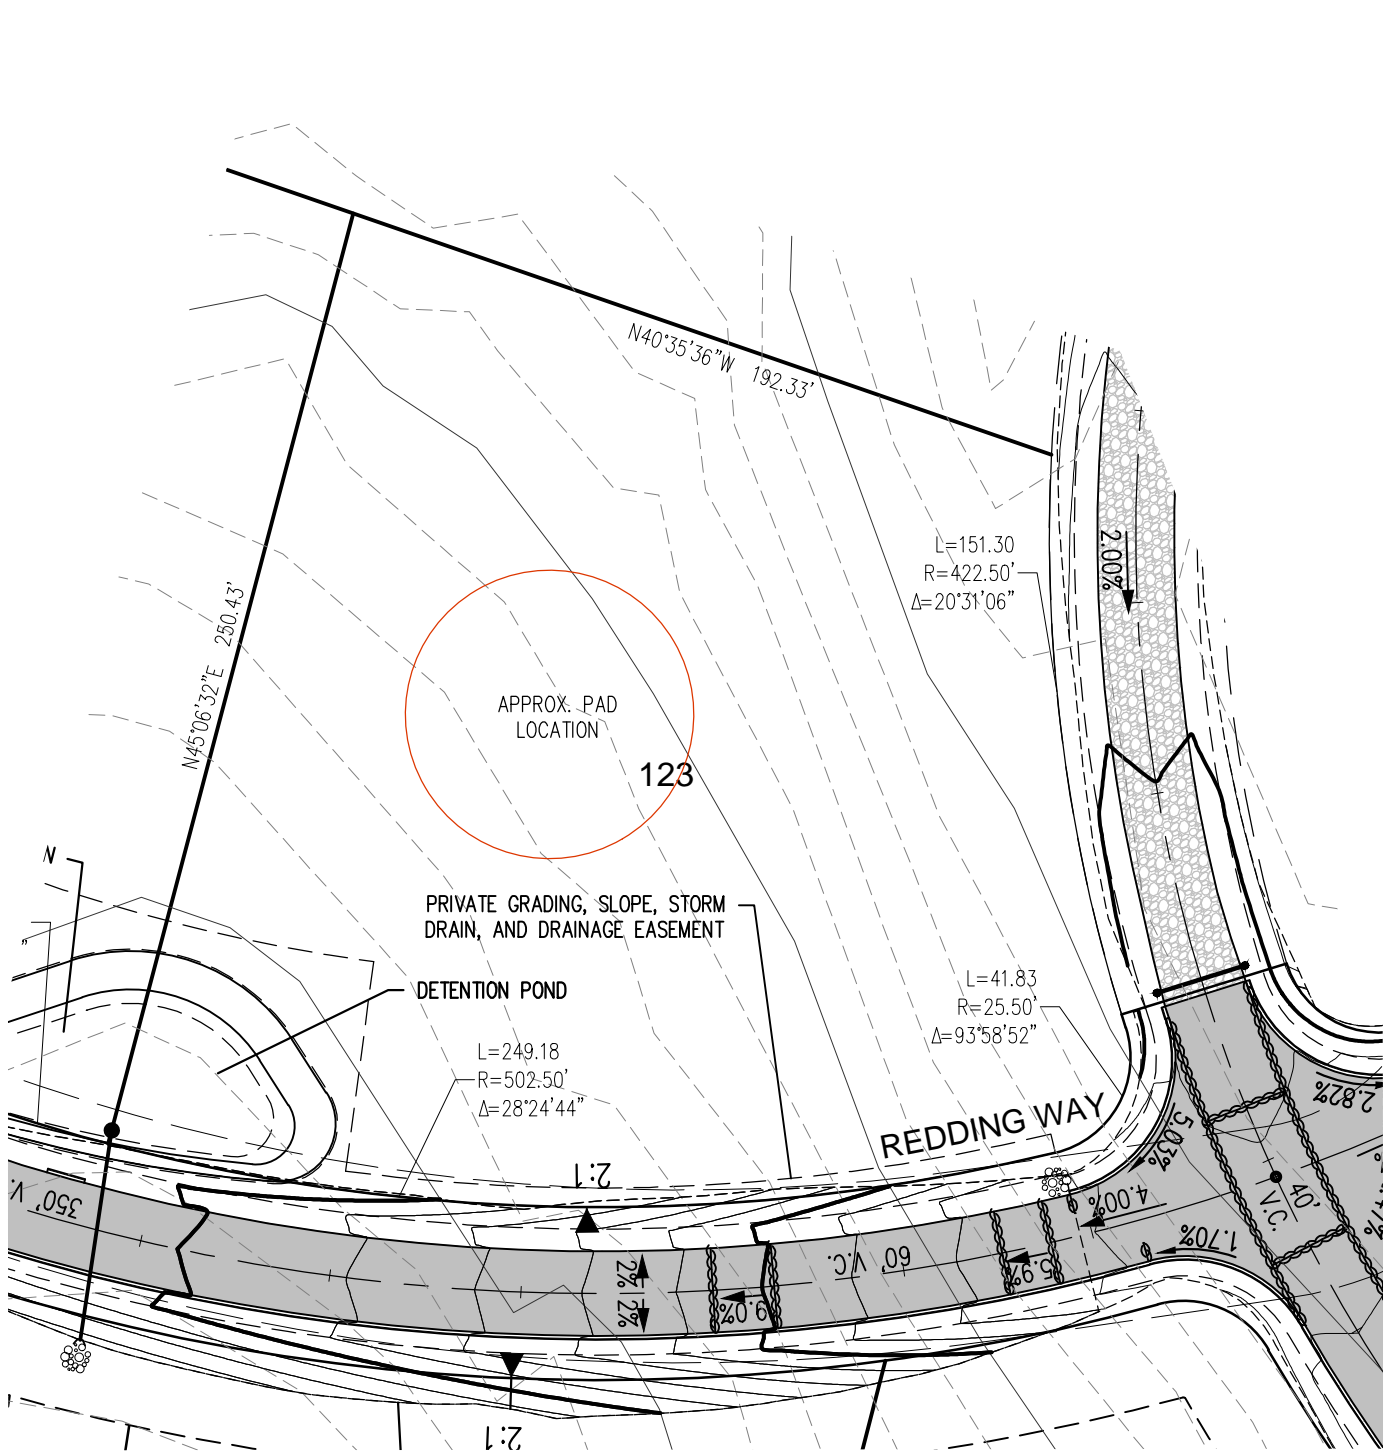 N40°35'36"W 192.33'
L=151.30
R=422.50'
Δ=20°31'06"
2.00%
N45°06'32"E 250.43'
APPROX. PAD
LOCATION
123
N
PRIVATE GRADING, SLOPE, STORM
DRAIN, AND DRAINAGE EASEMENT
DETENTION POND
L=41.83
R=25.50'
Δ=93°58'52"
L=249.18
R=502.50'
Δ=28°24'44"
REDDING WAY
2.82%
5.03%
4.00%
1.70%
40'
V.C.
2:1
350' V.
60' V.C.
5.9%
9.0%
2% 2%
2:1